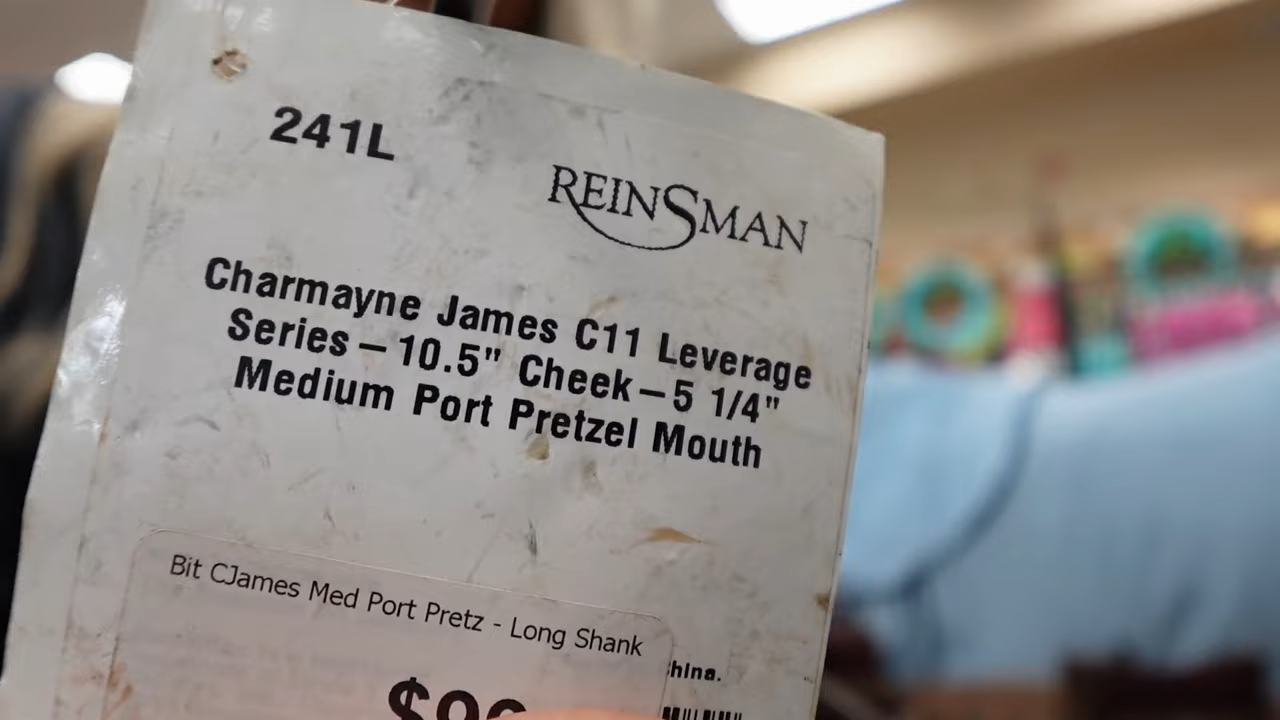 241L
REINSMAN
Charmayne James C11 Leverage
Series – 10.5" Cheek – 5 1/4"
Medium Port Pretzel Mouth
Bit CJames Med Port Pretz - Long Shank
hina.